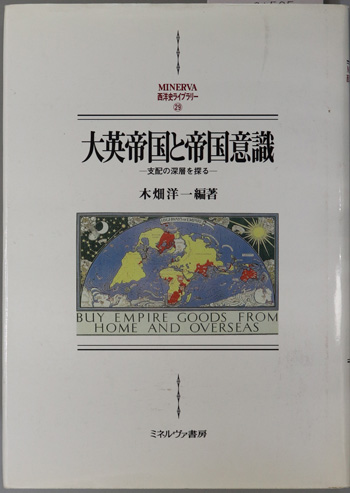 MINERVA
西洋史ライブラリー
29
大英帝国と帝国意識
―支配の深層を探る―
木畑洋一編著
BUY EMPIRE GOODS FROM
HOME AND OVERSEAS
ミネルヴァ書房